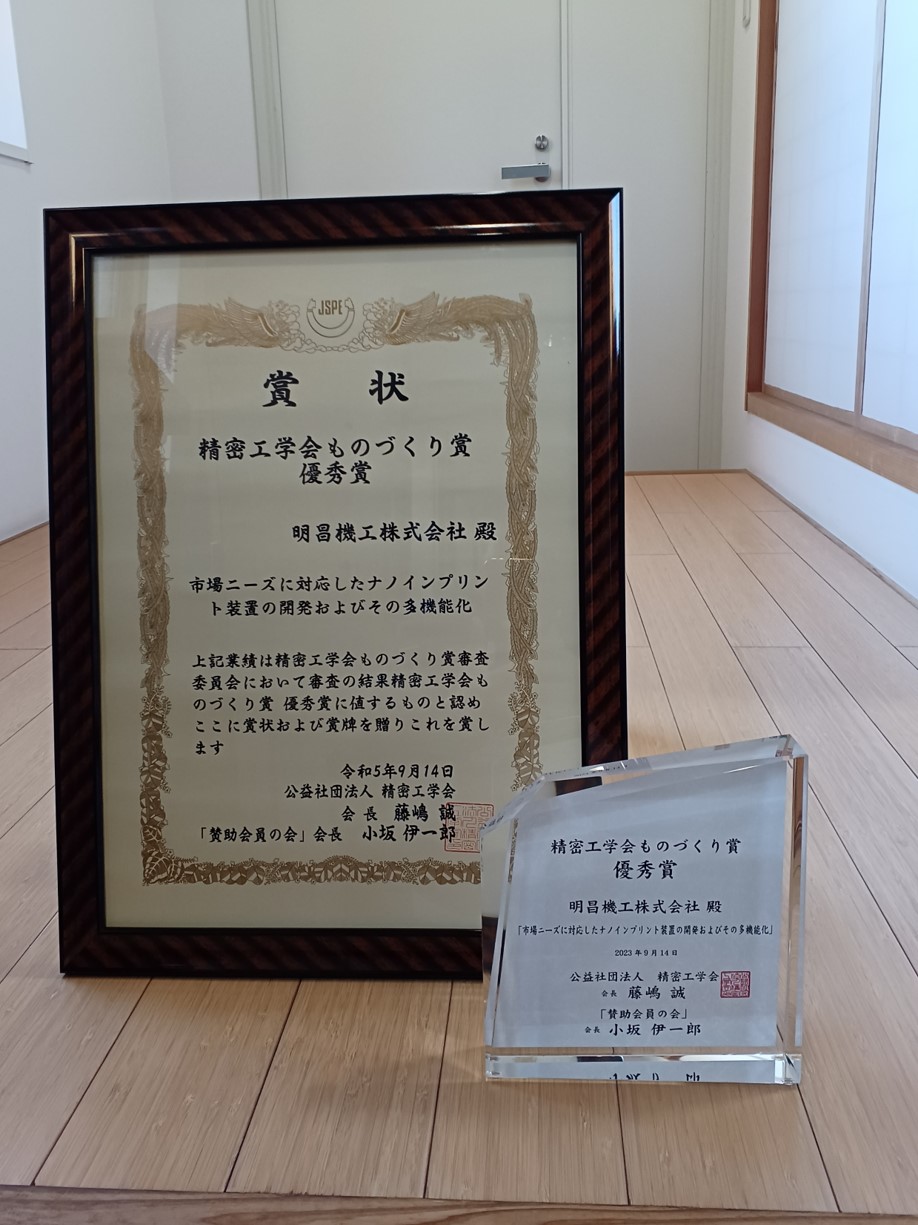 JSPE
賞 状
精密工学会ものづくり賞
優秀賞
明昌機工株式会社 殿
市場ニーズに対応したナノインプリン
ト装置の開発およびその多機能化
上記業績は精密工学会ものづくり賞審査
委員会において審査の結果精密工学会も
のづくり賞 優秀賞に値するものと認め
ここに賞状および賞牌を贈りこれを賞し
ます
令和5年9月14日
公益社団法人 精密工学会
会 長 藤嶋 誠
「賛助会員の会」会長 小坂 伊一郎
精密工学会ものづくり賞
優秀賞
明昌機工株式会社 殿
「市場ニーズに対応したナノインプリント装置の開発およびその多機能化」
2023年9月14日
公益社団法人 精密工学会
会長 藤嶋 誠
「賛助会員の会」
会長 小坂 伊一郎